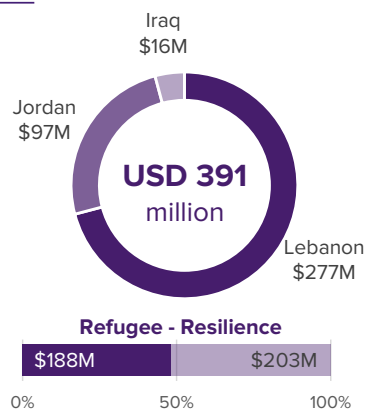 Iraq
$16M
Jordan
$97M
USD 391
million
Lebanon
$277M
Refugee - Resilience
$188M
$203M
0%
50%
100%